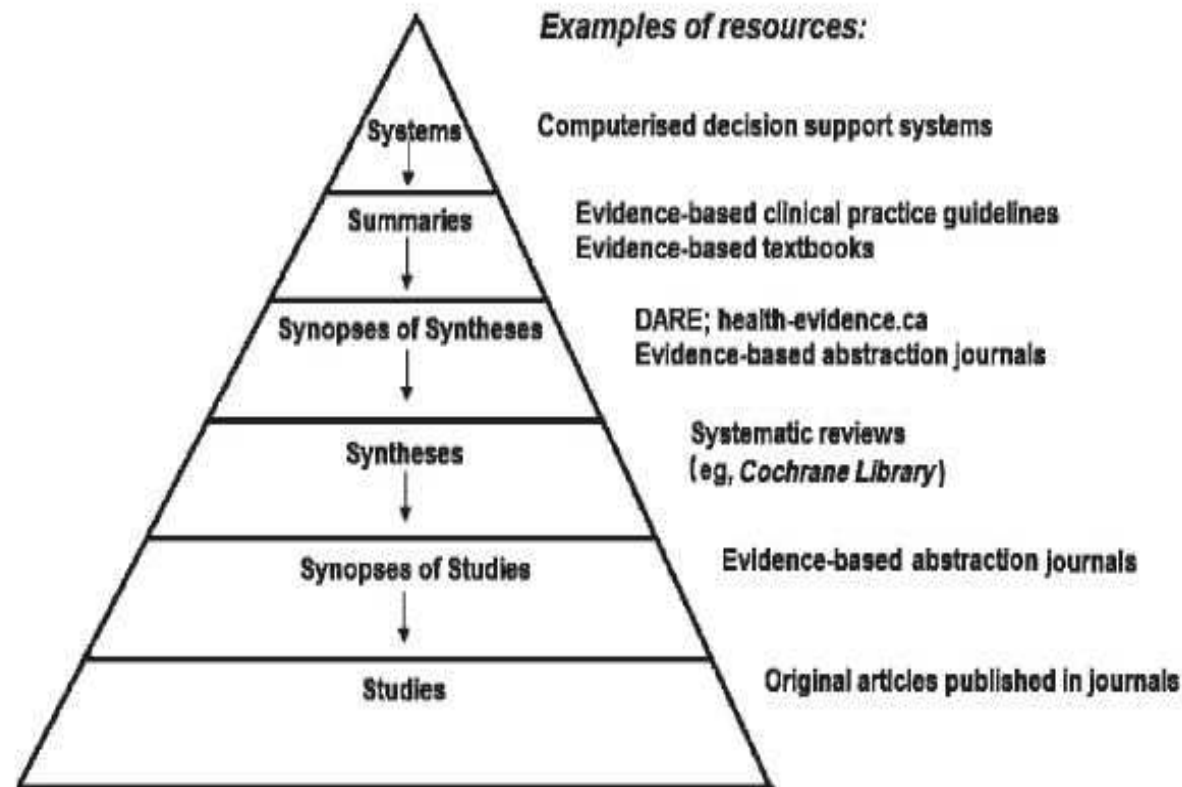 Examples of resources:
Systems
Computerised decision support systems
Summaries
Evidence-based clinical practice guidelines
Evidence-based textbooks
Synopses of Syntheses
DARE; health-evidence.ca
Evidence-based abstraction journals
Syntheses
Systematic reviews
(eg, Cochrane Library)
Synopses of Studies
Evidence-based abstraction journals
Studies
Original articles published in journals